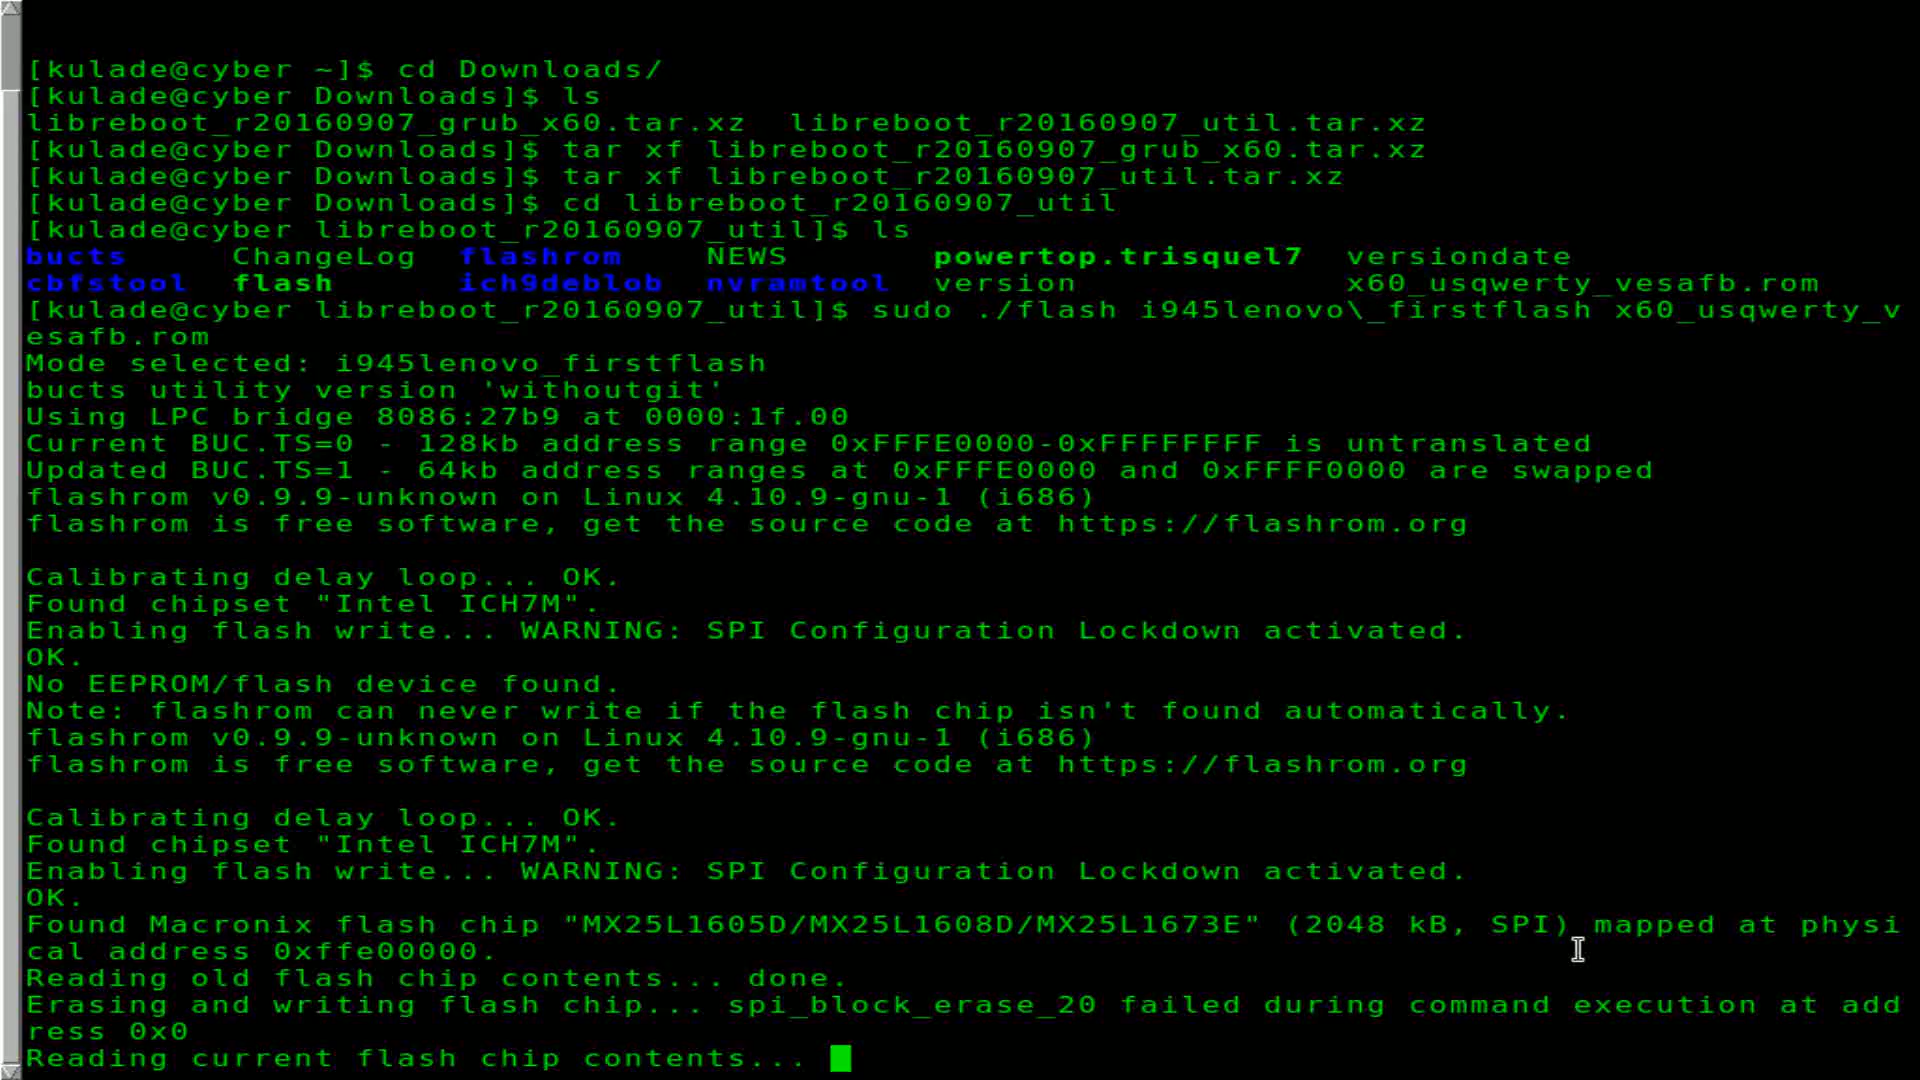 [kulade@cyber ~]$ cd Downloads/
[kulade@cyber Downloads]$ ls
libreboot_r20160907_grub_x60.tar.xz  libreboot_r20160907_util.tar.xz
[kulade@cyber Downloads]$ tar xf libreboot_r20160907_grub_x60.tar.xz
[kulade@cyber Downloads]$ tar xf libreboot_r20160907_util.tar.xz
[kulade@cyber Downloads]$ cd libreboot_r20160907_util
[kulade@cyber libreboot_r20160907_util]$ ls
bucts     ChangeLog  flashrom    NEWS       powertop.trisquel7  versiondate
cbfstool  flash      ich9deblob  nvramtool  version             x60_usqwerty_vesafb.rom
[kulade@cyber libreboot_r20160907_util]$ sudo ./flash i945lenovo\_firstflash x60_usqwerty_v
esafb.rom
Mode selected: i945lenovo_firstflash
bucts utility version 'withoutgit'
Using LPC bridge 8086:27b9 at 0000:1f.00
Current BUC.TS=0 - 128kb address range 0xFFFE0000-0xFFFFFFFF is untranslated
Updated BUC.TS=1 - 64kb address ranges at 0xFFFE0000 and 0xFFFF0000 are swapped
flashrom v0.9.9-unknown on Linux 4.10.9-gnu-1 (i686)
flashrom is free software, get the source code at https://flashrom.org

Calibrating delay loop... OK.
Found chipset "Intel ICH7M".
Enabling flash write... WARNING: SPI Configuration Lockdown activated.
OK.
No EEPROM/flash device found.
Note: flashrom can never write if the flash chip isn't found automatically.
flashrom v0.9.9-unknown on Linux 4.10.9-gnu-1 (i686)
flashrom is free software, get the source code at https://flashrom.org

Calibrating delay loop... OK.
Found chipset "Intel ICH7M".
Enabling flash write... WARNING: SPI Configuration Lockdown activated.
OK.
Found Macronix flash chip "MX25L1605D/MX25L1608D/MX25L1673E" (2048 kB, SPI) mapped at physi
cal address 0xffe00000.
Reading old flash chip contents... done.
Erasing and writing flash chip... spi_block_erase_20 failed during command execution at add
ress 0x0
Reading current flash chip contents...